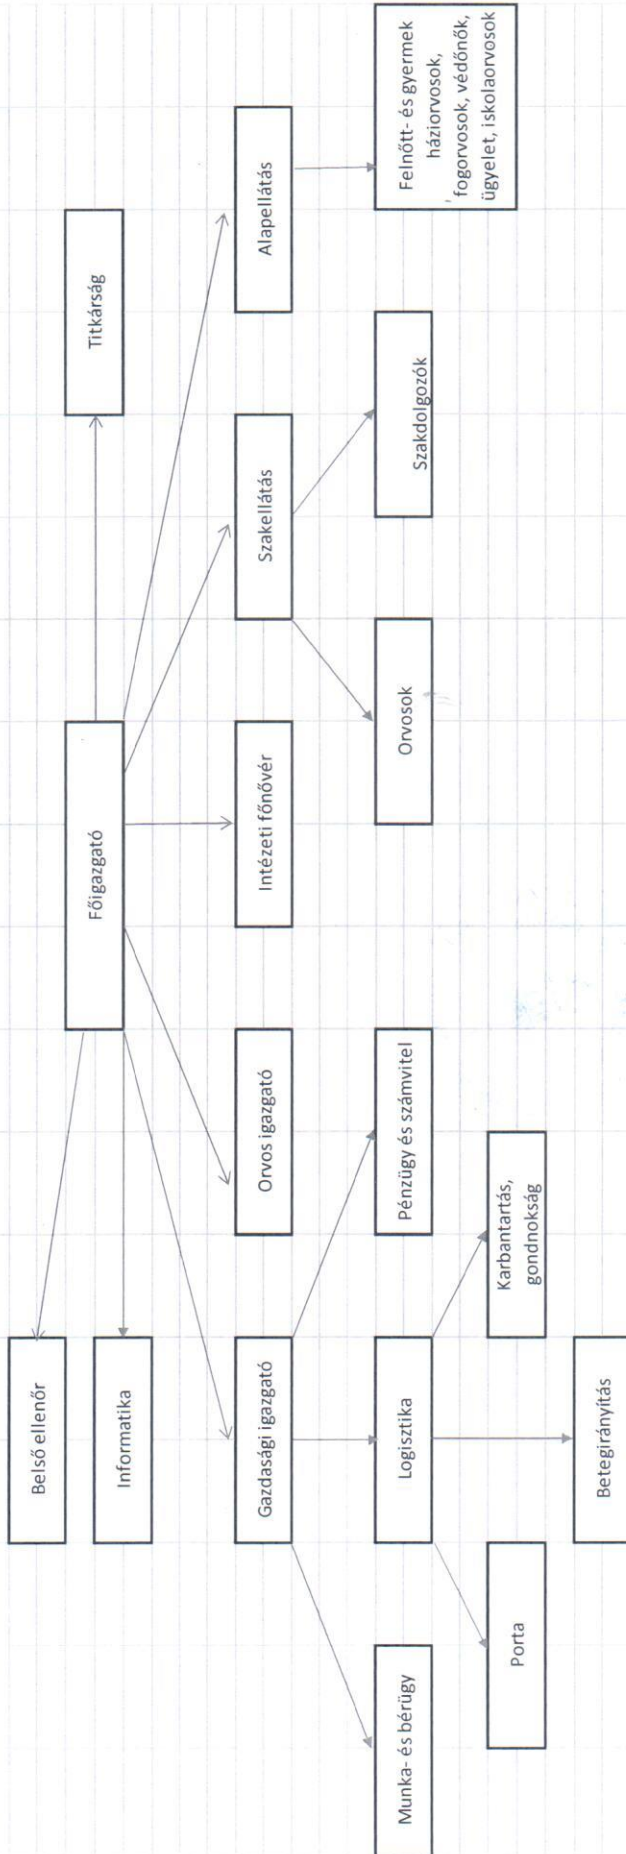 Belső ellenőr
Informatika
Főigazgató
Titkárság
Gazdasági igazgató
Orvos igazgató
Intézeti főnővér
Szakellátás
Alapellátás
Munka- és bérügy
Logisztika
Pénzügy és számvitel
Orvosok
Szakdolgozók
Felnőtt- és gyermek
háziorvosok,
fogorvosok, védőnők,
ügyelet, iskolaorvosok
Porta
Karbantartás,
gondnokság
Betegirányítás